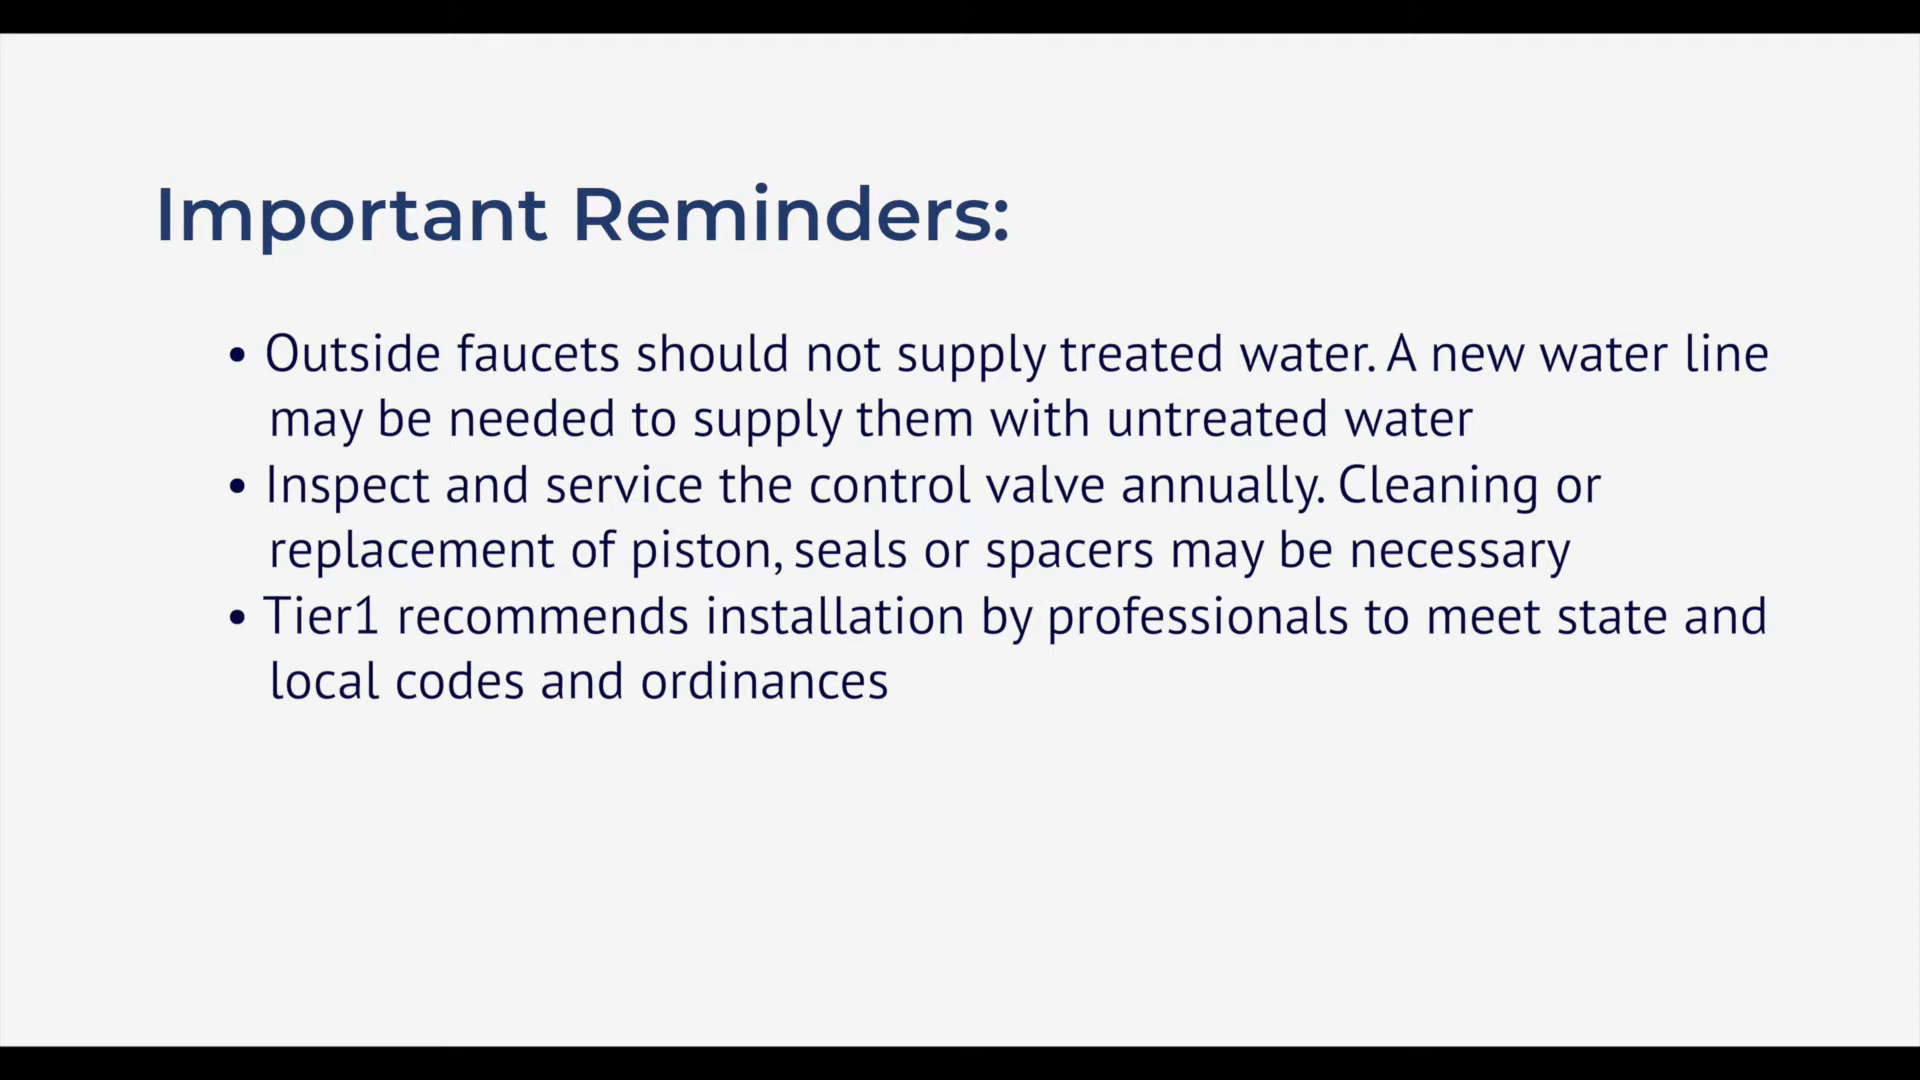 Important Reminders:
• Outside faucets should not supply treated water. A new water line
may be needed to supply them with untreated water
• Inspect and service the control valve annually. Cleaning or
replacement of piston, seals or spacers may be necessary
• Tier1 recommends installation by professionals to meet state and
local codes and ordinances